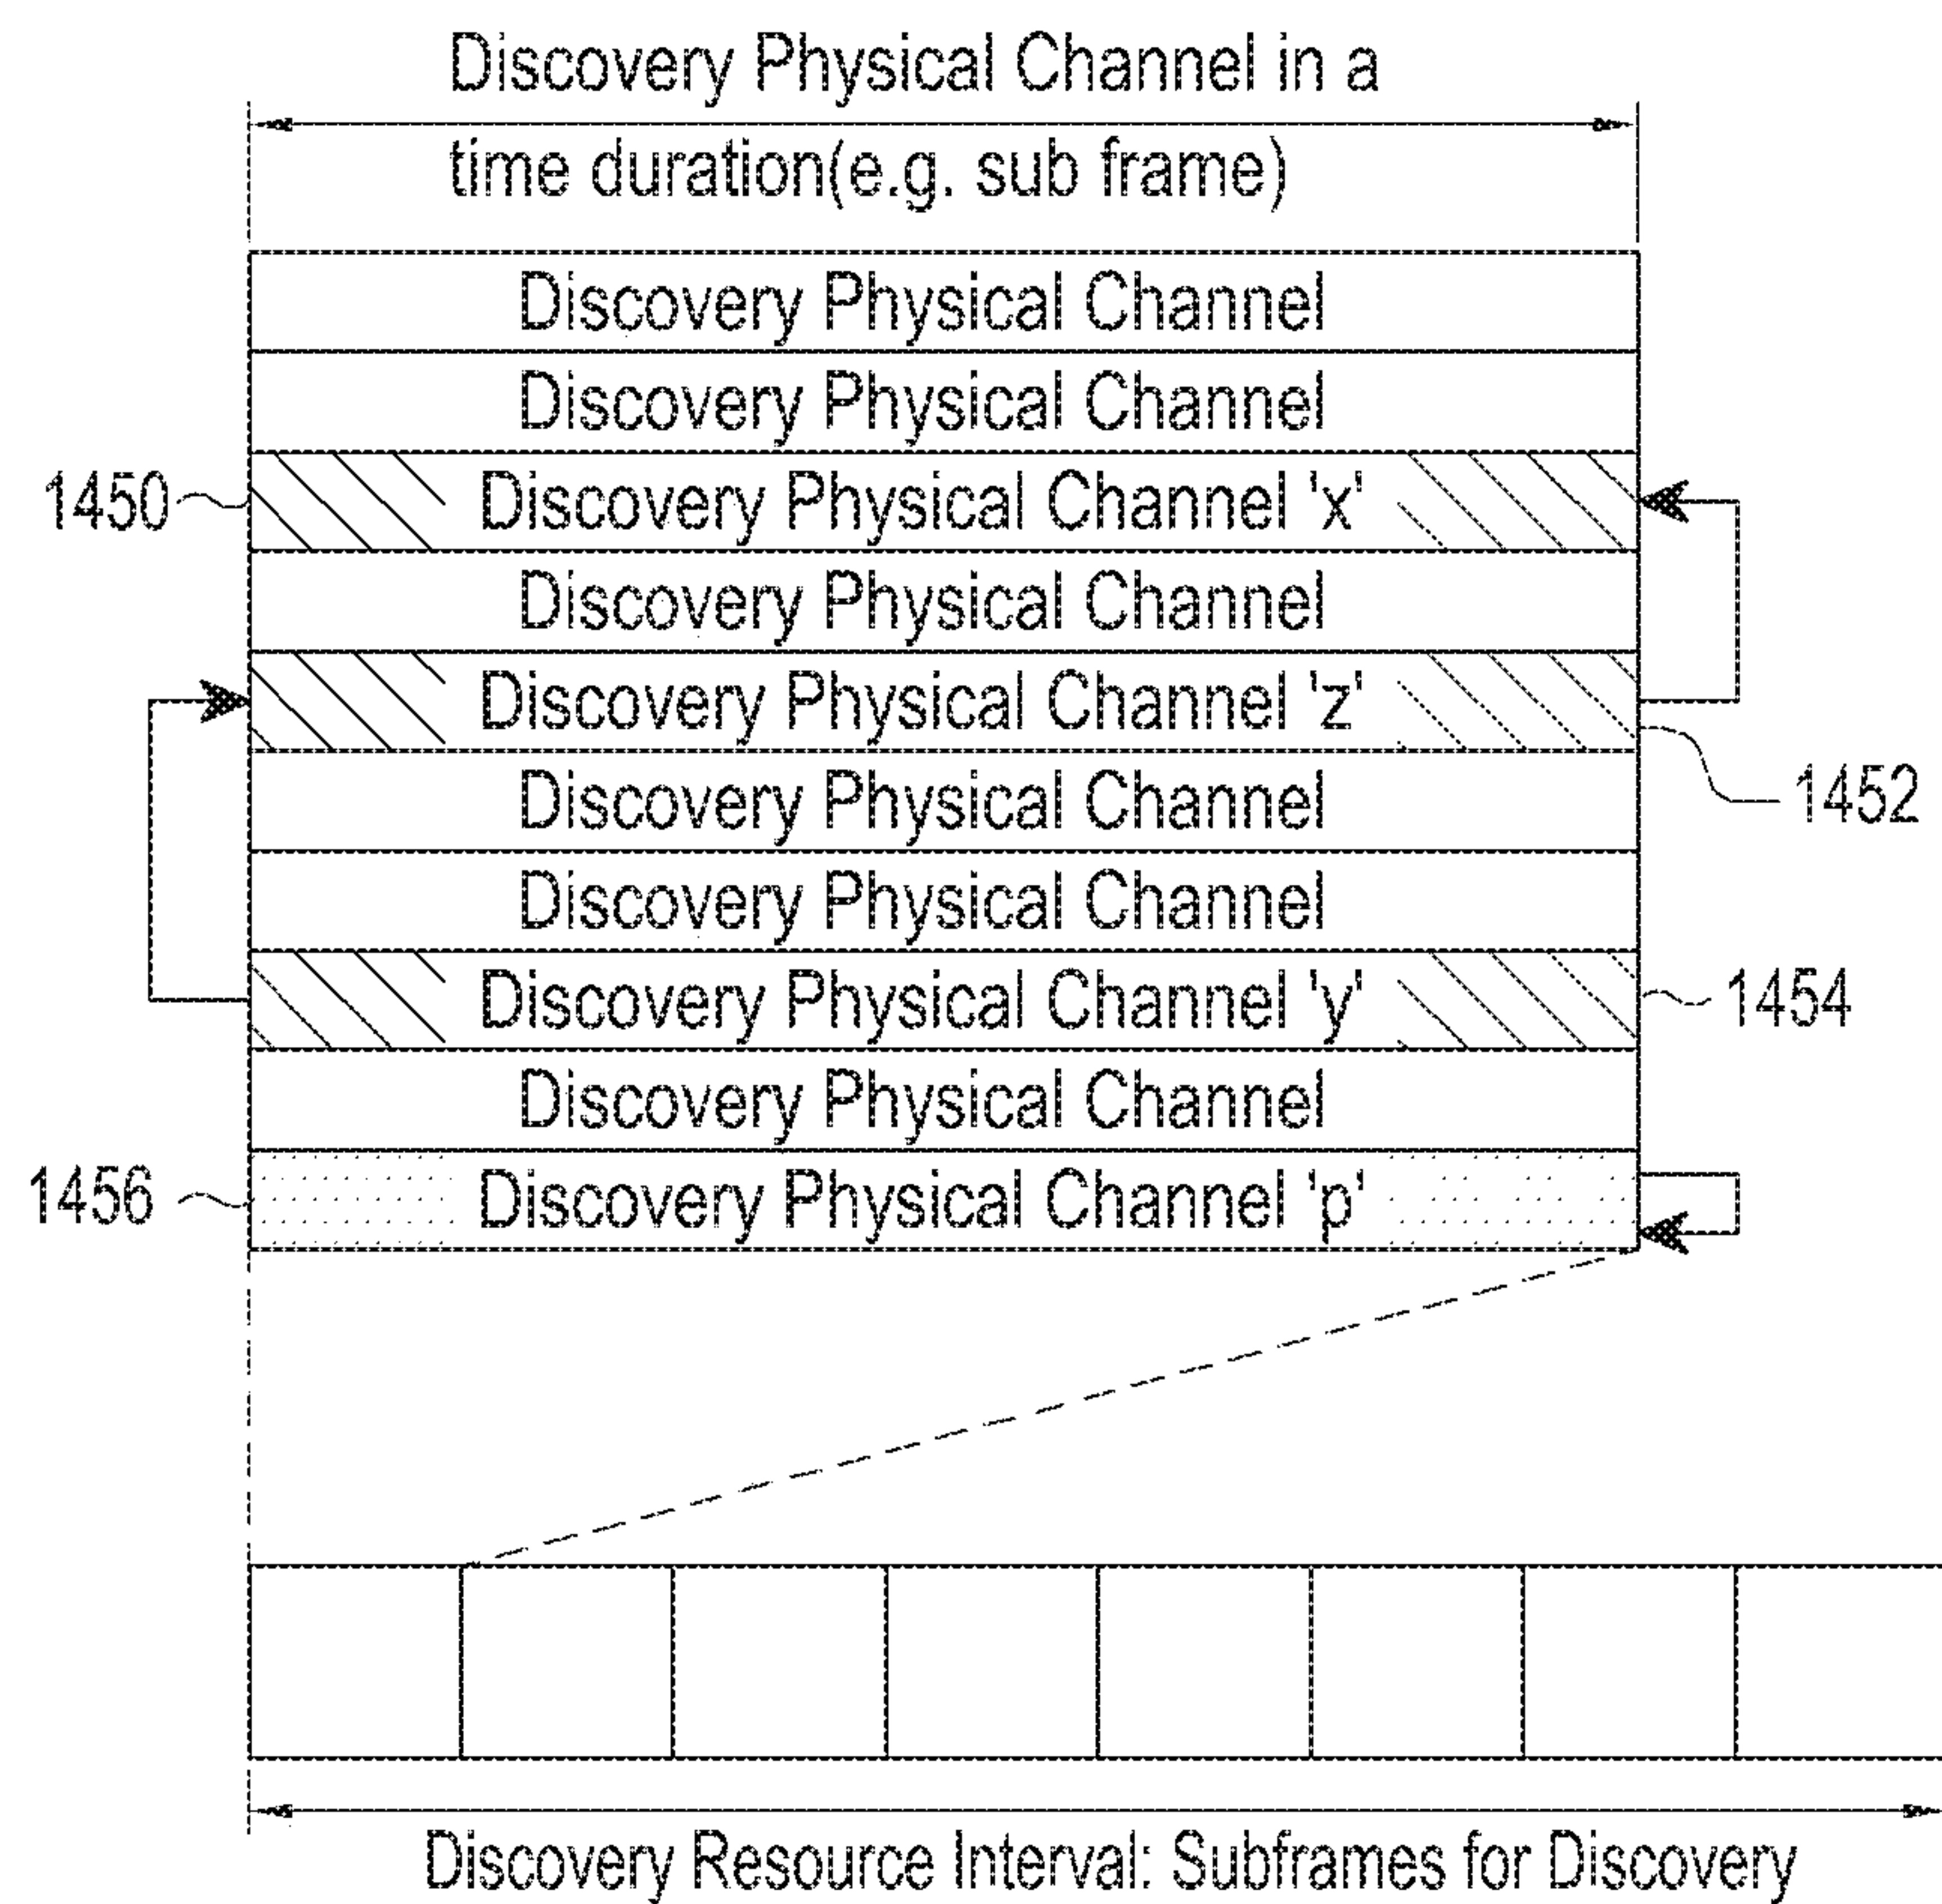 Discovery Physical Channel in a
time duration(e.g. sub frame)
Discovery Physical Channel
Discovery Physical Channel
1450
Discovery Physical Channel 'x'
Discovery Physical Channel
Discovery Physical Channel 'z'
1452
Discovery Physical Channel
Discovery Physical Channel
Discovery Physical Channel 'y'
1454
Discovery Physical Channel
1456
Discovery Physical Channel 'p'
Discovery Resource Interval: Subframes for Discovery